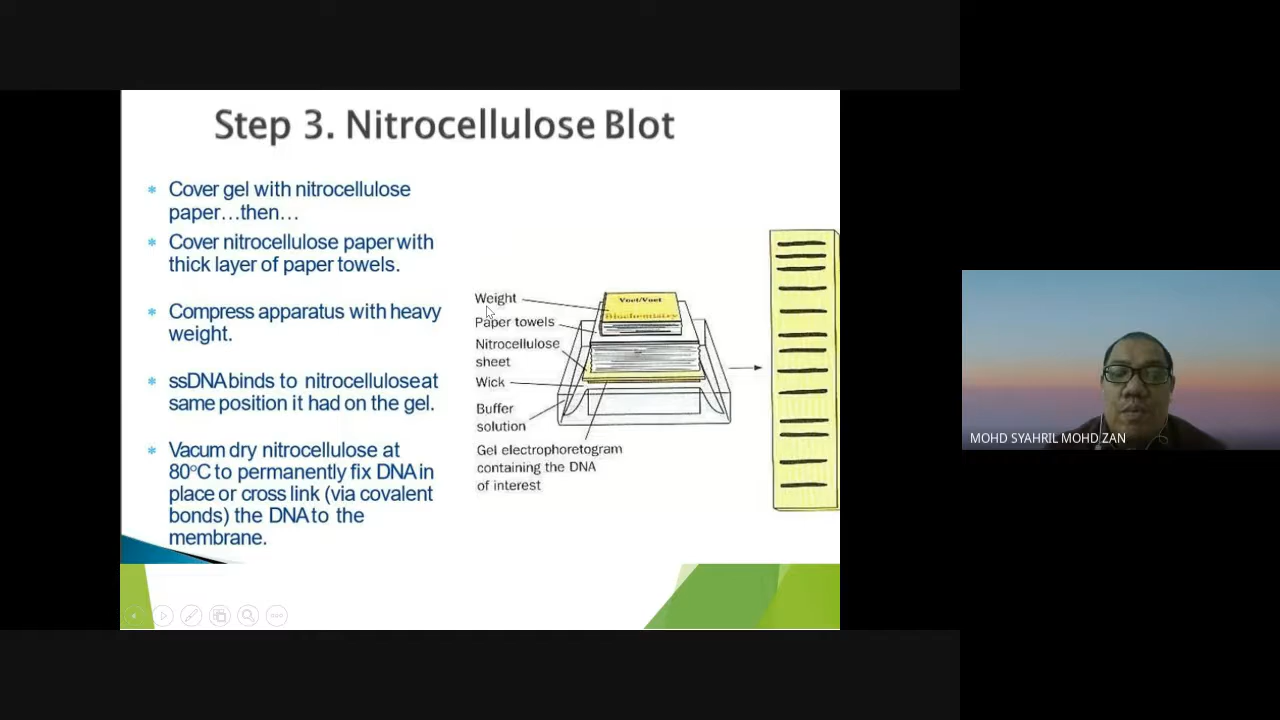 Step 3. Nitrocellulose Blot
Cover gel with nitrocellulose
paper...then...
Cover nitrocellulose paper with
thick layer of paper towels.
Compress apparatus with heavy
weight.
ssDNA binds to nitrocellulose at
same position it had on the gel.
Vacum dry nitrocellulose at
80°C to permanently fix DNA in
place or cross link (via covalent
bonds) the DNA to the
membrane.
Weight
Paper towels
Nitrocellulose
sheet
Wick
Buffer
solution
Gel electrophoretogram
containing the DNA
of interest
Voet/Voet
Biochemistry
MOHD SYAHRIL MOHD ZAN